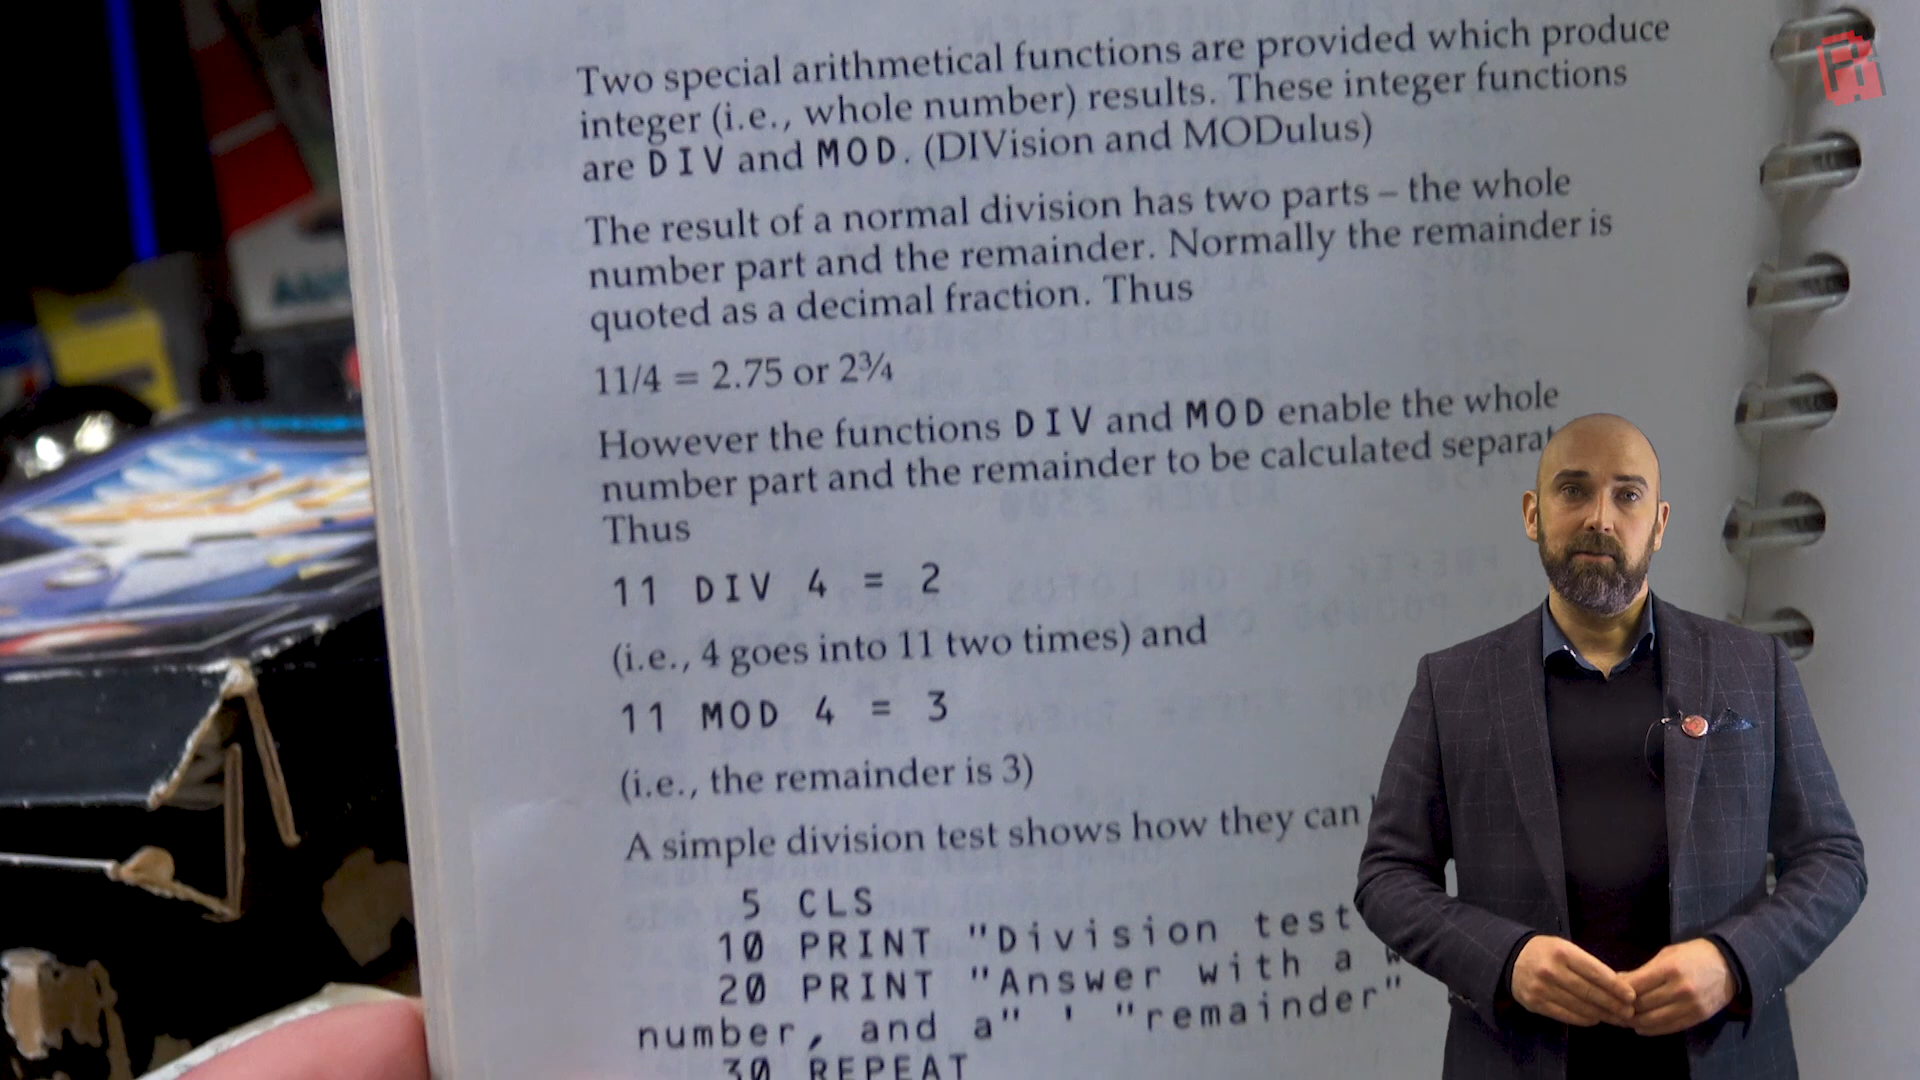 Two special arithmetical functions are provided which produce
integer (i.e., whole number) results. These integer functions
are DIV and MOD. (DIVision and MODulus)
The result of a normal division has two parts – the whole
number part and the remainder. Normally the remainder is
quoted as a decimal fraction. Thus
11/4 = 2.75 or 2¾
However the functions DIV and MOD enable the whole
number part and the remainder to be calculated
Thus
11 DIV 4 = 2
(i.e., 4 goes into 11 two times) and
11 MOD 4 = 3
(i.e., the remainder is 3)
A simple division test shows how they can
5 CLS
10 PRINT "Division test
20 PRINT "Answer with a
number, and a" ' "remainder"
30 REPEAT